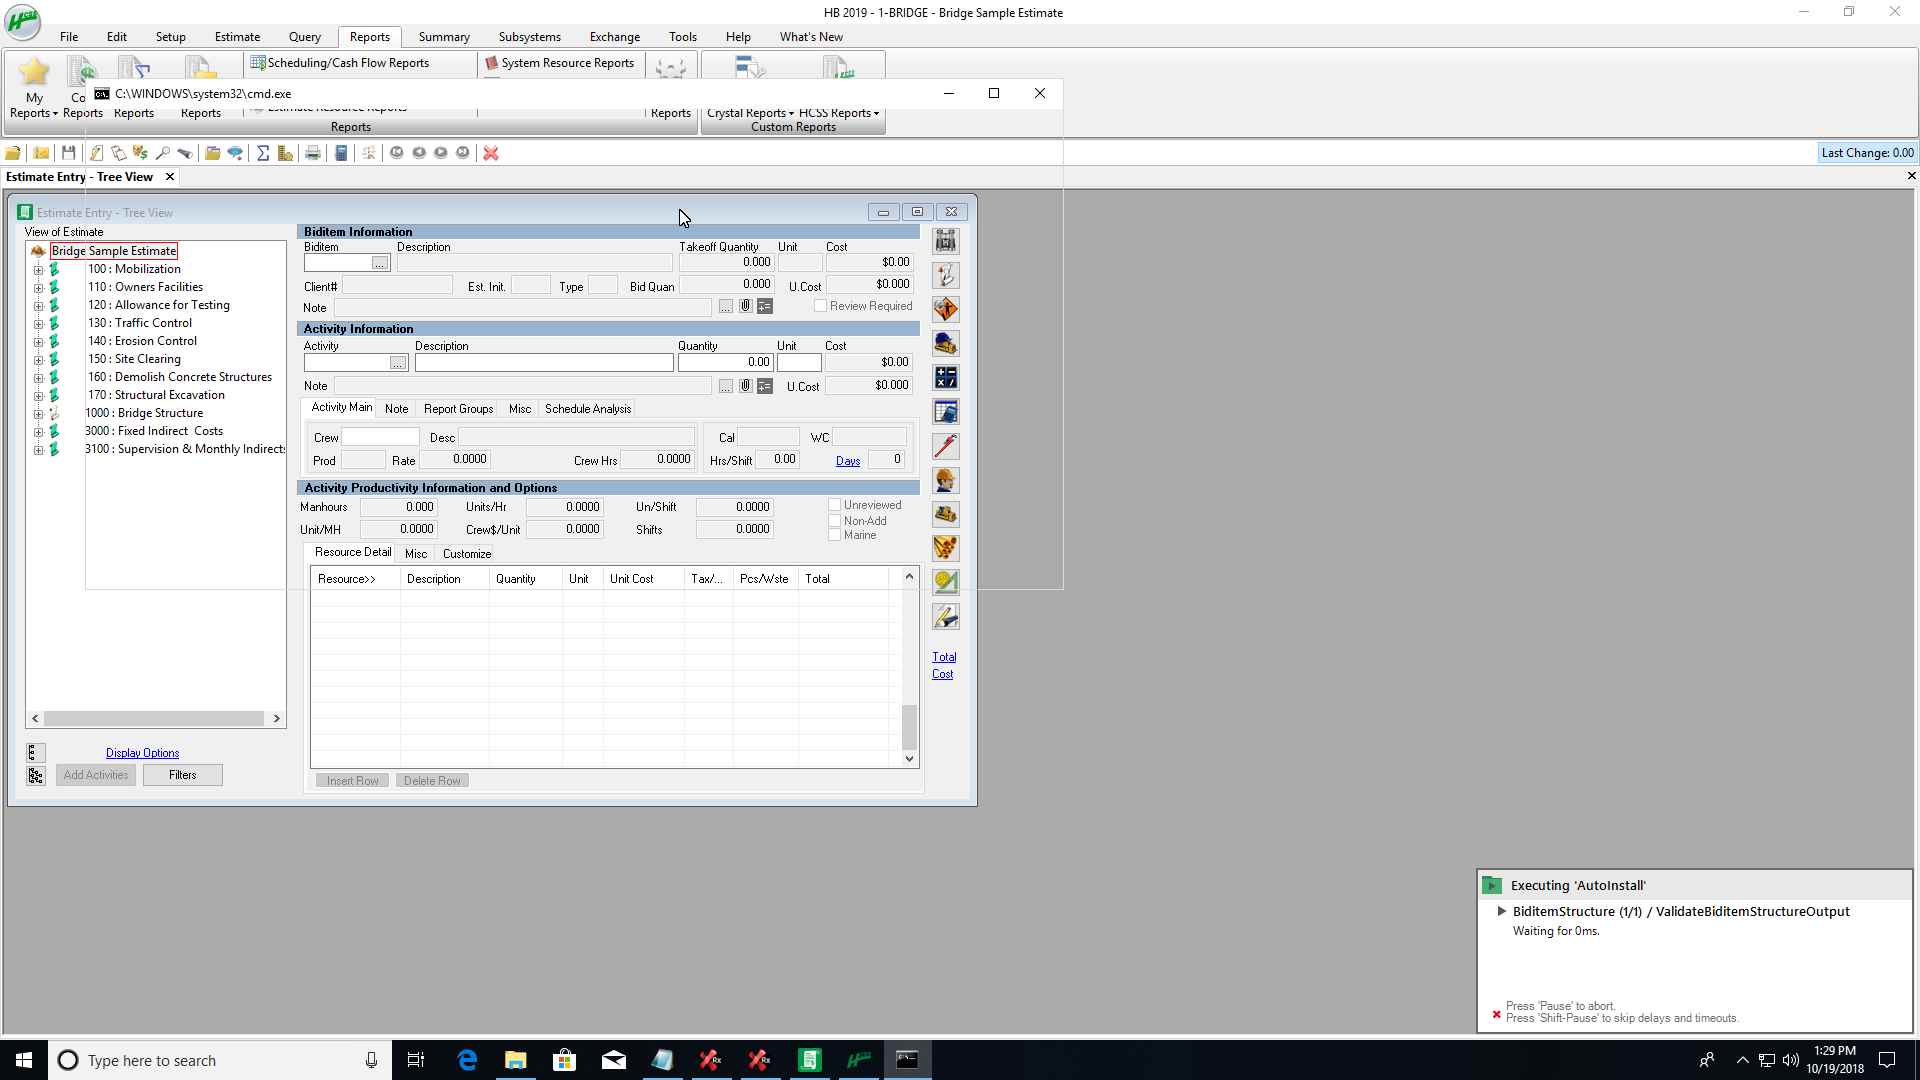 HB 2019 - 1-BRIDGE - Bridge Sample Estimate
File Edit Setup Estimate Query Reports Summary Subsystems Exchange Tools Help What's New
Scheduling/Cash Flow Reports System Resource Reports
My
Reports Reports Reports Reports Reports Crystal Reports HCSS Reports
Reports Custom Reports
C:\WINDOWS\system32\cmd.exe
Last Change: 0.00
Estimate Entry - Tree View
Estimate Entry - Tree View
View of Estimate
Bridge Sample Estimate
100 : Mobilization
110 : Owners Facilities
120 : Allowance for Testing
130 : Traffic Control
140 : Erosion Control
150 : Site Clearing
160 : Demolish Concrete Structures
170 : Structural Excavation
1000 : Bridge Structure
3000 : Fixed Indirect Costs
3100 : Supervision & Monthly Indirects
Display Options
Add Activities Filters
Biditem Information
Biditem Description Takeoff Quantity Unit Cost
... 0.000 $0.00
Client# Est. Init. Type Bid Quan 0.000 U.Cost $0.000
Note ... Review Required
Activity Information
Activity Description Quantity Unit Cost
... 0.00 $0.00
Note ... U.Cost $0.000
Activity Main Note Report Groups Misc Schedule Analysis
Crew Desc Cal WC
Prod Rate 0.0000 Crew Hrs 0.0000 Hrs/Shift 0.00 Days 0
Activity Productivity Information and Options
Manhours 0.000 Units/Hr 0.0000 Un/Shift 0.0000 Unreviewed
Non-Add
Unit/MH 0.0000 Crew$/Unit 0.0000 Shifts 0.0000 Marine
Resource Detail Misc Customize
Resource>> Description Quantity Unit Unit Cost Tax/... Pcs/Wste Total
Insert Row Delete Row
Total
Cost
Executing 'AutoInstall'
BiditemStructure (1/1) / ValidateBiditemStructureOutput
Waiting for 0ms.
Press 'Pause' to abort.
Press 'Shift-Pause' to skip delays and timeouts.
Type here to search
1:29 PM
10/19/2018